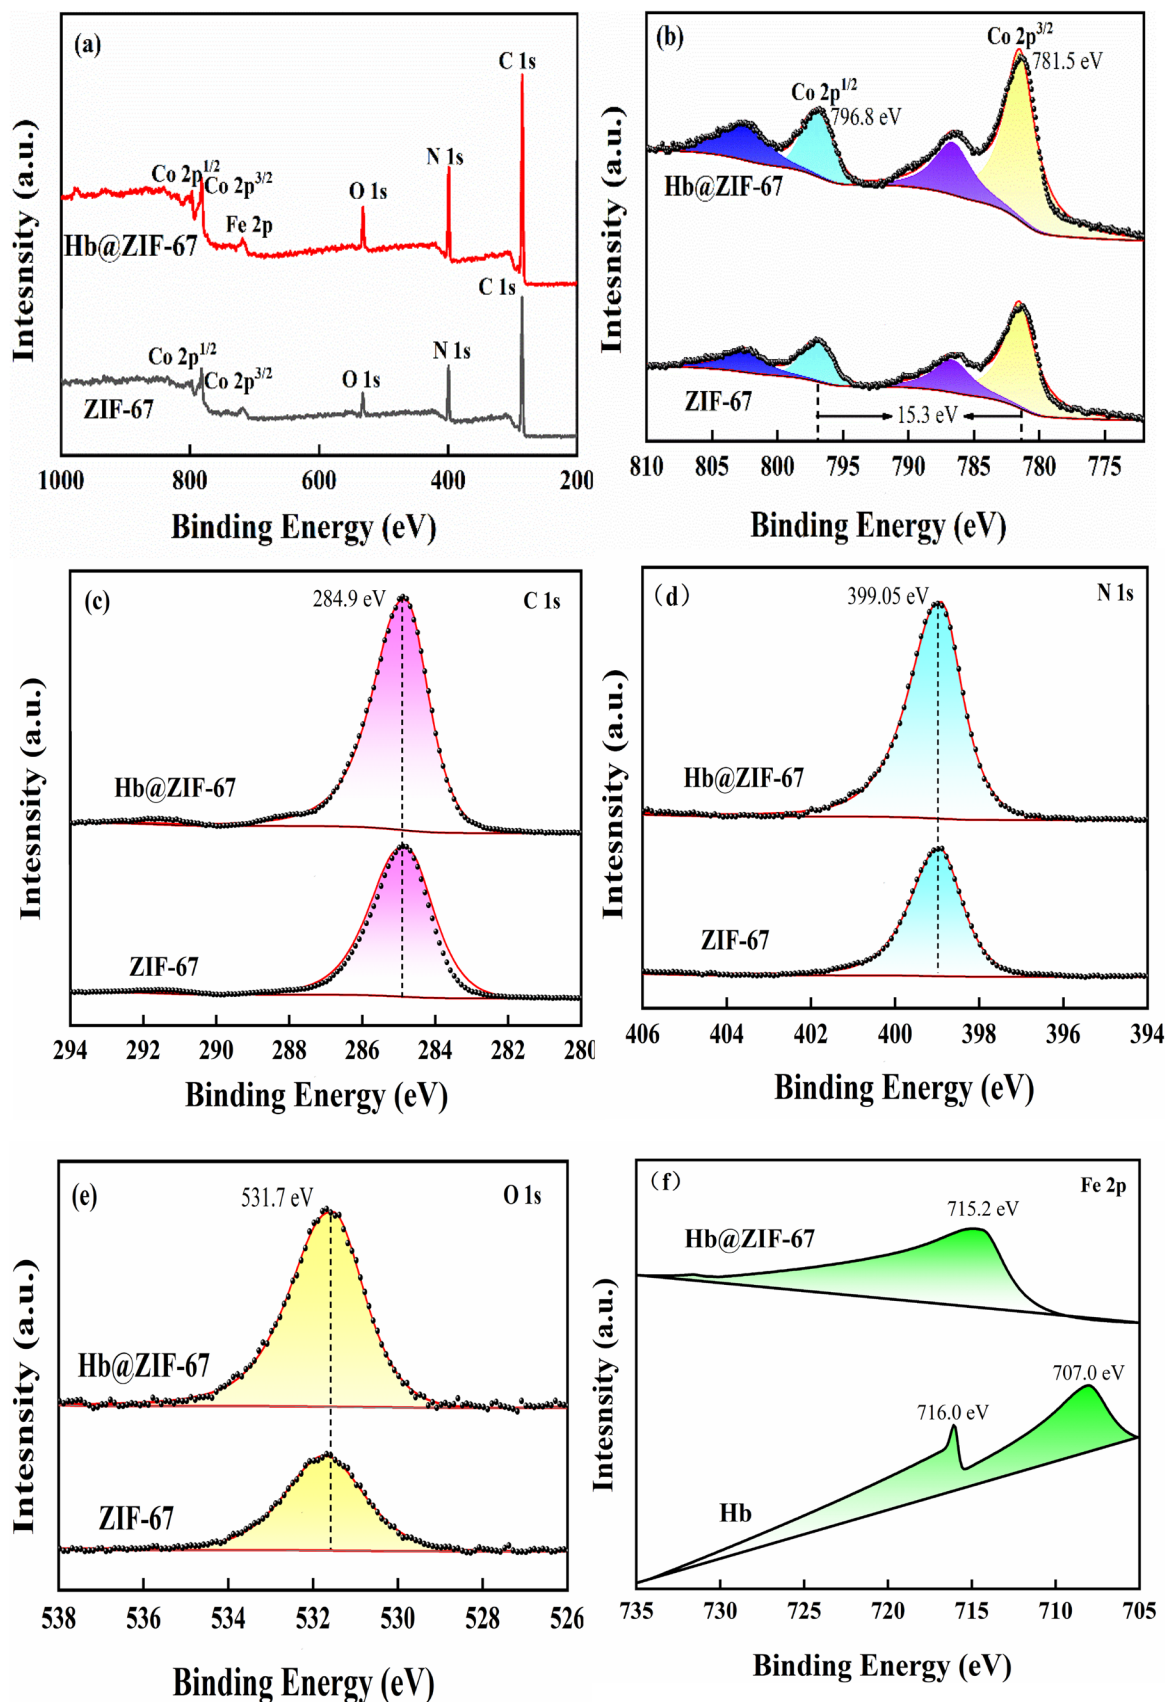 (a)
C 1s
N 1s
Co 2p1/2
Co 2p3/2
O 1s
Fe 2p
Hb@ZIF-67
C 1s
N 1s
Co 2p1/2
Co 2p3/2
O 1s
ZIF-67
Intesnsity (a.u.)
1000 800 600 400 200
Binding Energy (eV)
(b)
Co 2p3/2
781.5 eV
Co 2p1/2
796.8 eV
Hb@ZIF-67
ZIF-67
15.3 eV
Intesnsity (a.u.)
810 805 800 795 790 785 780 775
Binding Energy (eV)
(c)
284.9 eV
C 1s
Hb@ZIF-67
ZIF-67
Intesnsity (a.u.)
294 292 290 288 286 284 282 280
Binding Energy (eV)
(d)
399.05 eV
N 1s
Hb@ZIF-67
ZIF-67
Intesnsity (a.u.)
406 404 402 400 398 396 394
Binding Energy (eV)
(e)
531.7 eV
O 1s
Hb@ZIF-67
ZIF-67
Intesnsity (a.u.)
538 536 534 532 530 528 526
Binding Energy (eV)
(f)
Fe 2p
715.2 eV
Hb@ZIF-67
707.0 eV
716.0 eV
Hb
Intesnsity (a.u.)
735 730 725 720 715 710 705
Binding Energy (eV)